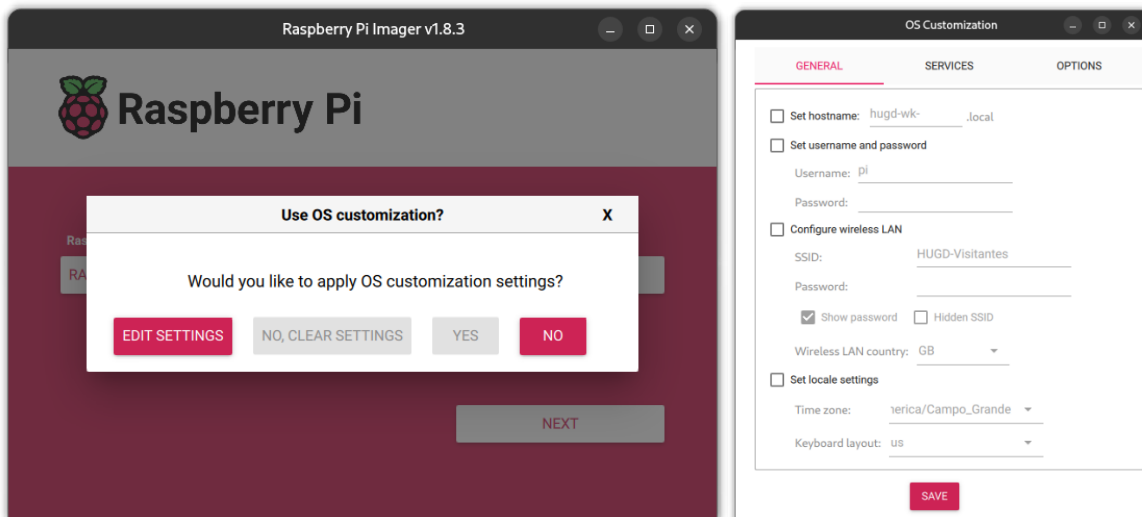 Raspberry Pi Imager v1.8.3
Raspberry Pi
Use OS customization?
X
Would you like to apply OS customization settings?
EDIT SETTINGS
NO, CLEAR SETTINGS
YES
NO
NEXT
OS Customization
GENERAL
SERVICES
OPTIONS
Set hostname: hugd-wk- .local
Set username and password
Username: pi
Password:
Configure wireless LAN
SSID: HUGD-Visitantes
Password:
Show password Hidden SSID
Wireless LAN country: GB
Set locale settings
Time zone: nerica/Campo_Grande
Keyboard layout: us
SAVE